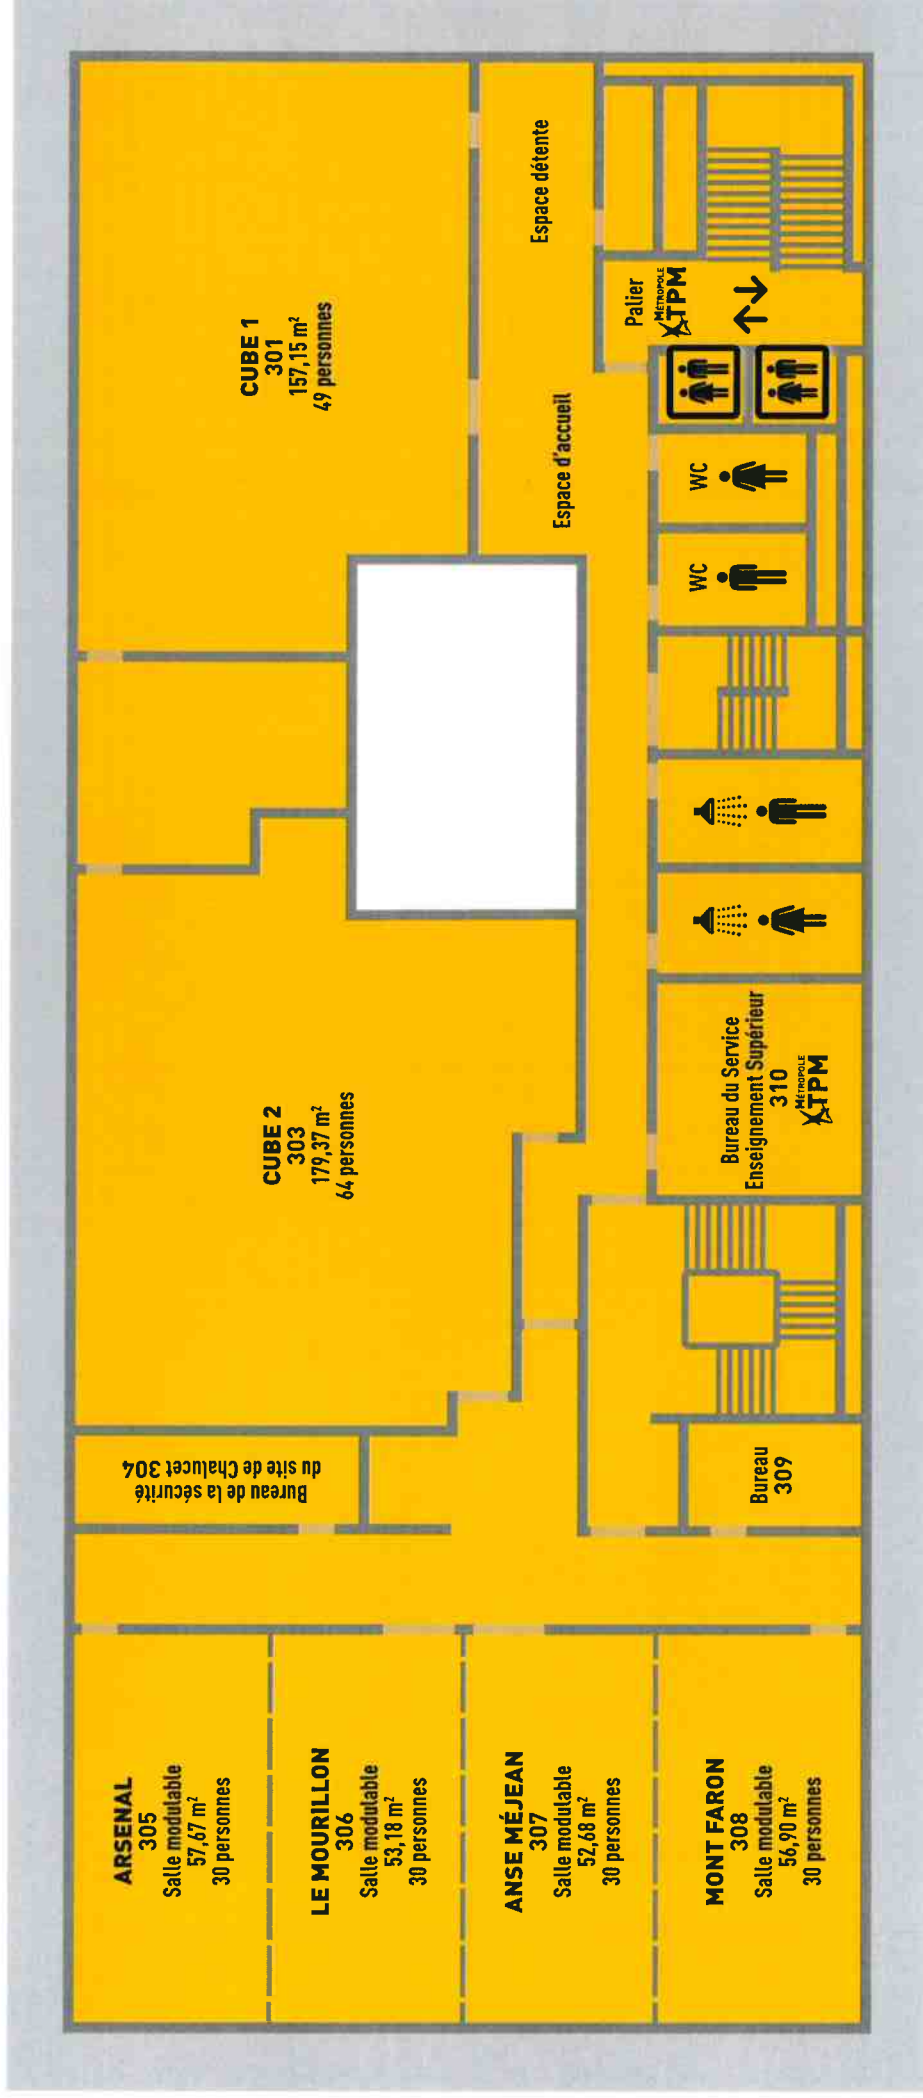 CUBE 1
301
157,15 m²
49 personnes
Espace détente
Espace d'accueil
Palier
MÉTROPOLE
TPM
WC
WC
CUBE 2
303
179,37 m²
64 personnes
Bureau du Service
Enseignement Supérieur
310
MÉTROPOLE
TPM
Bureau de la sécurité
du site de Chalucet 304
Bureau
309
ARSENAL
305
Salle modulable
57,67 m²
30 personnes
LE MOURILLON
306
Salle modulable
53,18 m²
30 personnes
ANSE MÉJEAN
307
Salle modulable
52,68 m²
30 personnes
MONT FARON
308
Salle modulable
56,90 m²
30 personnes